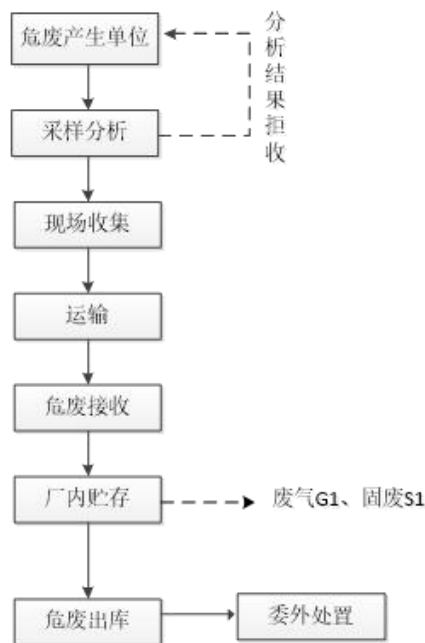 危废产生单位
分析结果拒收
采样分析
现场收集
运输
危废接收
厂内贮存
废气G1、固废S1
危废出库
委外处置